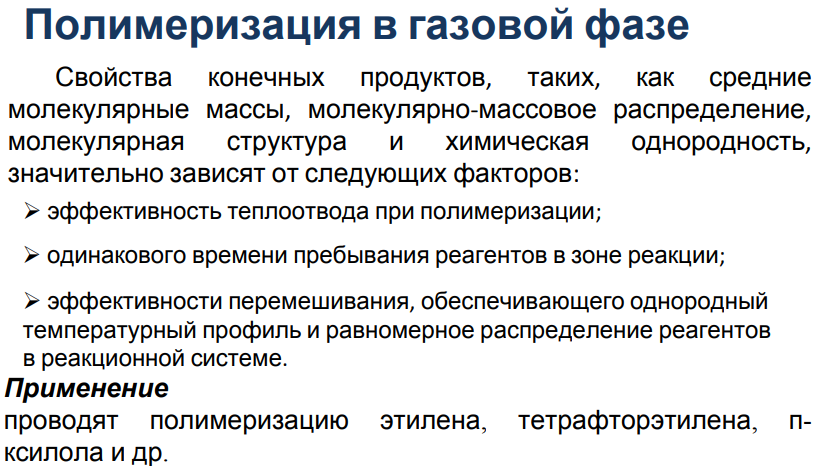 Полимеризация в газовой фазе
Свойства конечных продуктов, таких, как средние
молекулярные массы, молекулярно-массовое распределение,
молекулярная структура и химическая однородность,
значительно зависят от следующих факторов:
➢ эффективность теплоотвода при полимеризации;
➢ одинакового времени пребывания реагентов в зоне реакции;
➢ эффективности перемешивания, обеспечивающего однородный
температурный профиль и равномерное распределение реагентов
в реакционной системе.
Применение
проводят полимеризацию этилена, тетрафторэтилена, п-
ксилола и др.